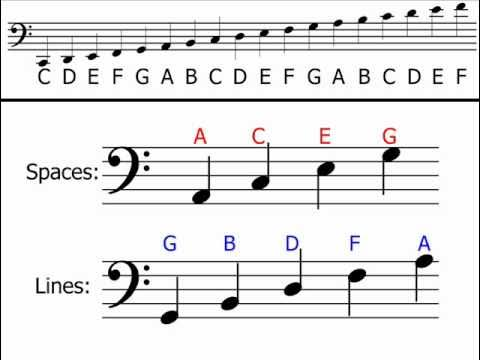 C D E F G A B C D E F G A B C D E F
A C E G
Spaces:
G B D F A
Lines: